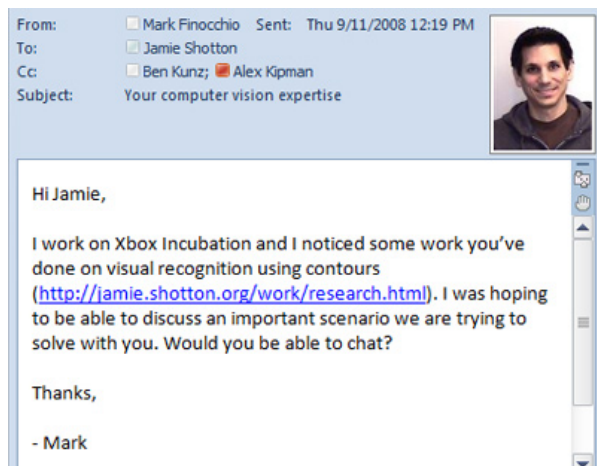 From: Mark Finocchio Sent: Thu 9/11/2008 12:19 PM
To: Jamie Shotton
Cc: Ben Kunz; Alex Kipman
Subject: Your computer vision expertise
Hi Jamie,
I work on Xbox Incubation and I noticed some work you've
done on visual recognition using contours
(http://jamie.shotton.org/work/research.html). I was hoping
to be able to discuss an important scenario we are trying to
solve with you. Would you be able to chat?
Thanks,
- Mark